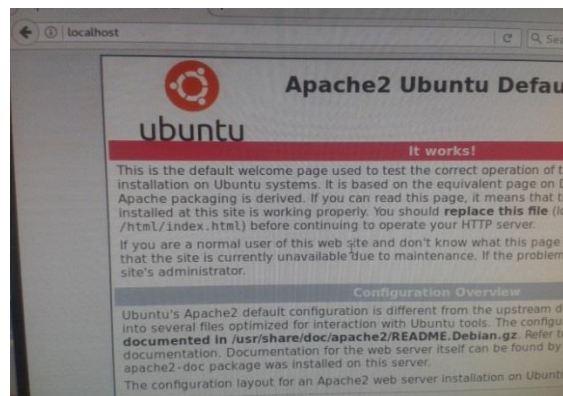 localhost
Apache2 Ubuntu Defau
ubuntu
It works!
This is the default welcome page used to test the correct operation of t
installation on Ubuntu systems. It is based on the equivalent page on D
Apache packaging is derived. If you can read this page, it means that t
installed at this site is working properly. You should replace this file (lo
/html/index.html) before continuing to operate your HTTP server.
If you are a normal user of this web site and don't know what this page
that the site is currently unavailable due to maintenance. If the problem
site's administrator.
Configuration Overview
Ubuntu's Apache2 default configuration is different from the upstream d
into several files optimized for interaction with Ubuntu tools. The configu
documented in /usr/share/doc/apache2/README.Debian.gz. Refer t
documentation. Documentation for the web server itself can be found by
apache2-doc package was installed on this server.
The configuration layout for an Apache2 web server installation on Ubuntu